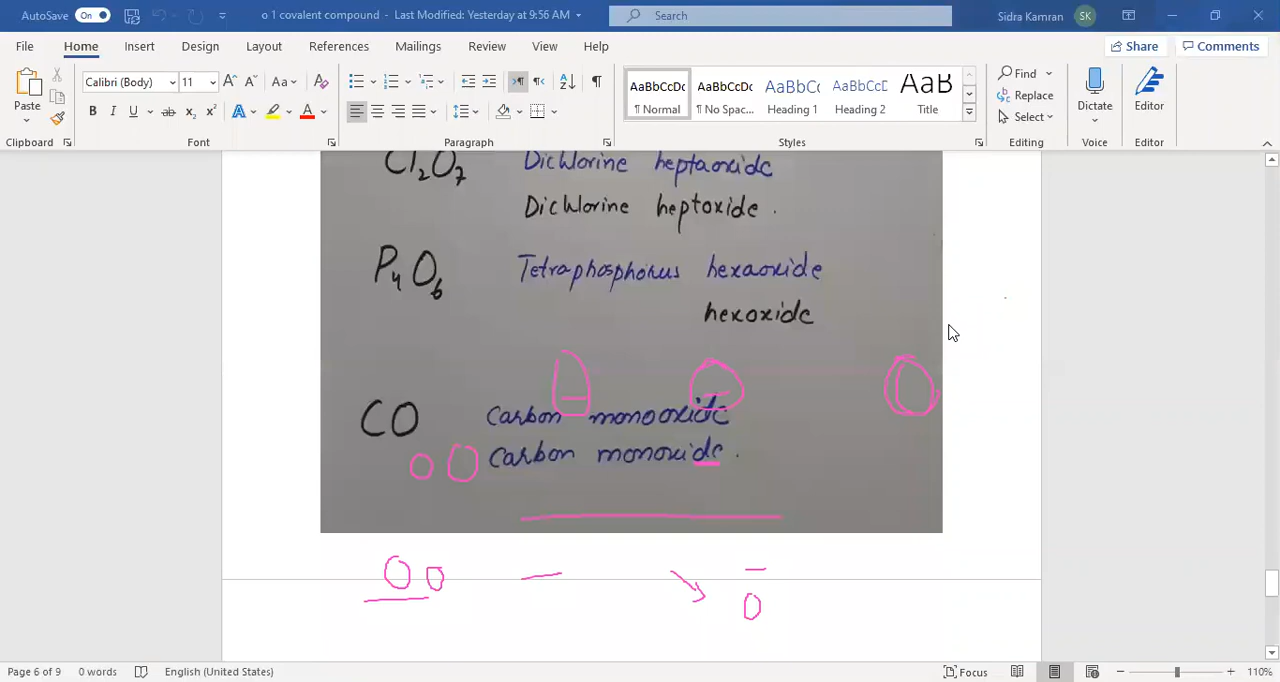 AutoSave On o 1 covalent compound - Last Modified: Yesterday at 9:56 AM Search Sidra Kamran SK
File Home Insert Design Layout References Mailings Review View Help Share Comments
Paste Calibri (Body) 11 Aa AaBbCcDc AaBbCcDc AaBbCc AaBbCcD AaB Find Replace Select Dictate Editor
¶ Normal ¶ No Spac... Heading 1 Heading 2 Title
Clipboard Font Paragraph Styles Editing Voice Editor
Cl₂O₇ Dichlorine heptaoxide
Dichlorine heptoxide .
P₄O₆ Tetraphosphorus hexaoxide
hexoxide
CO Carbon monooxide
Carbon monoxide .
Page 6 of 9 0 words English (United States) Focus 110%